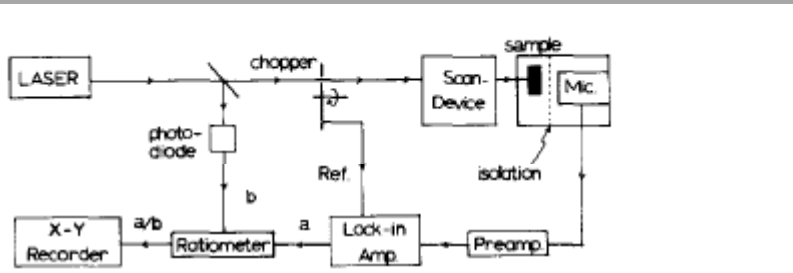 sample
chopper
LASER
Scan-
Device
Mic.
photo-
diode
Ref.
isolation
b
X-Y
Recorder
a/b
Ratiometer
a
Lock-in
Amp.
Preamp.